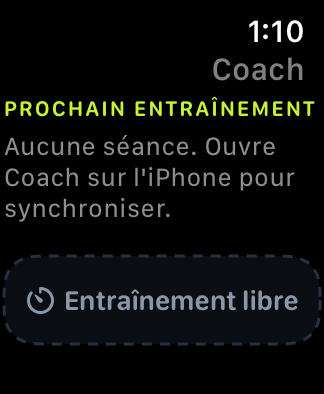 1:10
Coach
PROCHAIN ENTRAÎNEMENT
Aucune séance. Ouvre
Coach sur l'iPhone pour
synchroniser.
Entraînement libre